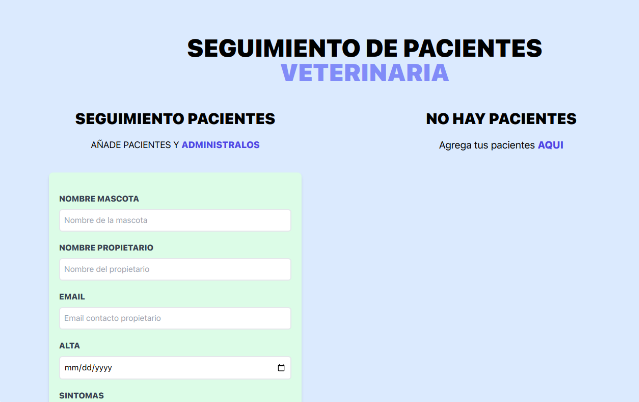 SEGUIMIENTO DE PACIENTES
VETERINARIA
SEGUIMIENTO PACIENTES
AÑADE PACIENTES Y ADMINISTRALOS
NOMBRE MASCOTA
Nombre de la mascota
NOMBRE PROPIETARIO
Nombre del propietario
EMAIL
Email contacto propietario
ALTA
mm/dd/yyyy
SINTOMAS
NO HAY PACIENTES
Agrega tus pacientes AQUI